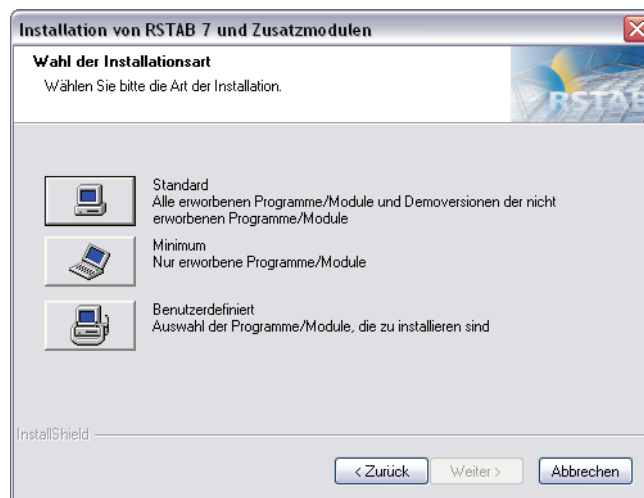 Installation von RSTAB 7 und Zusatzmodulen
Wahl der Installationsart
Wählen Sie bitte die Art der Installation.
RSTAB
Standard
Alle erworbenen Programme/Module und Demoversionen der nicht
erworbenen Programme/Module
Minimum
Nur erworbene Programme/Module
Benutzerdefiniert
Auswahl der Programme/Module, die zu installieren sind
InstallShield
< Zurück
Weiter >
Abbrechen